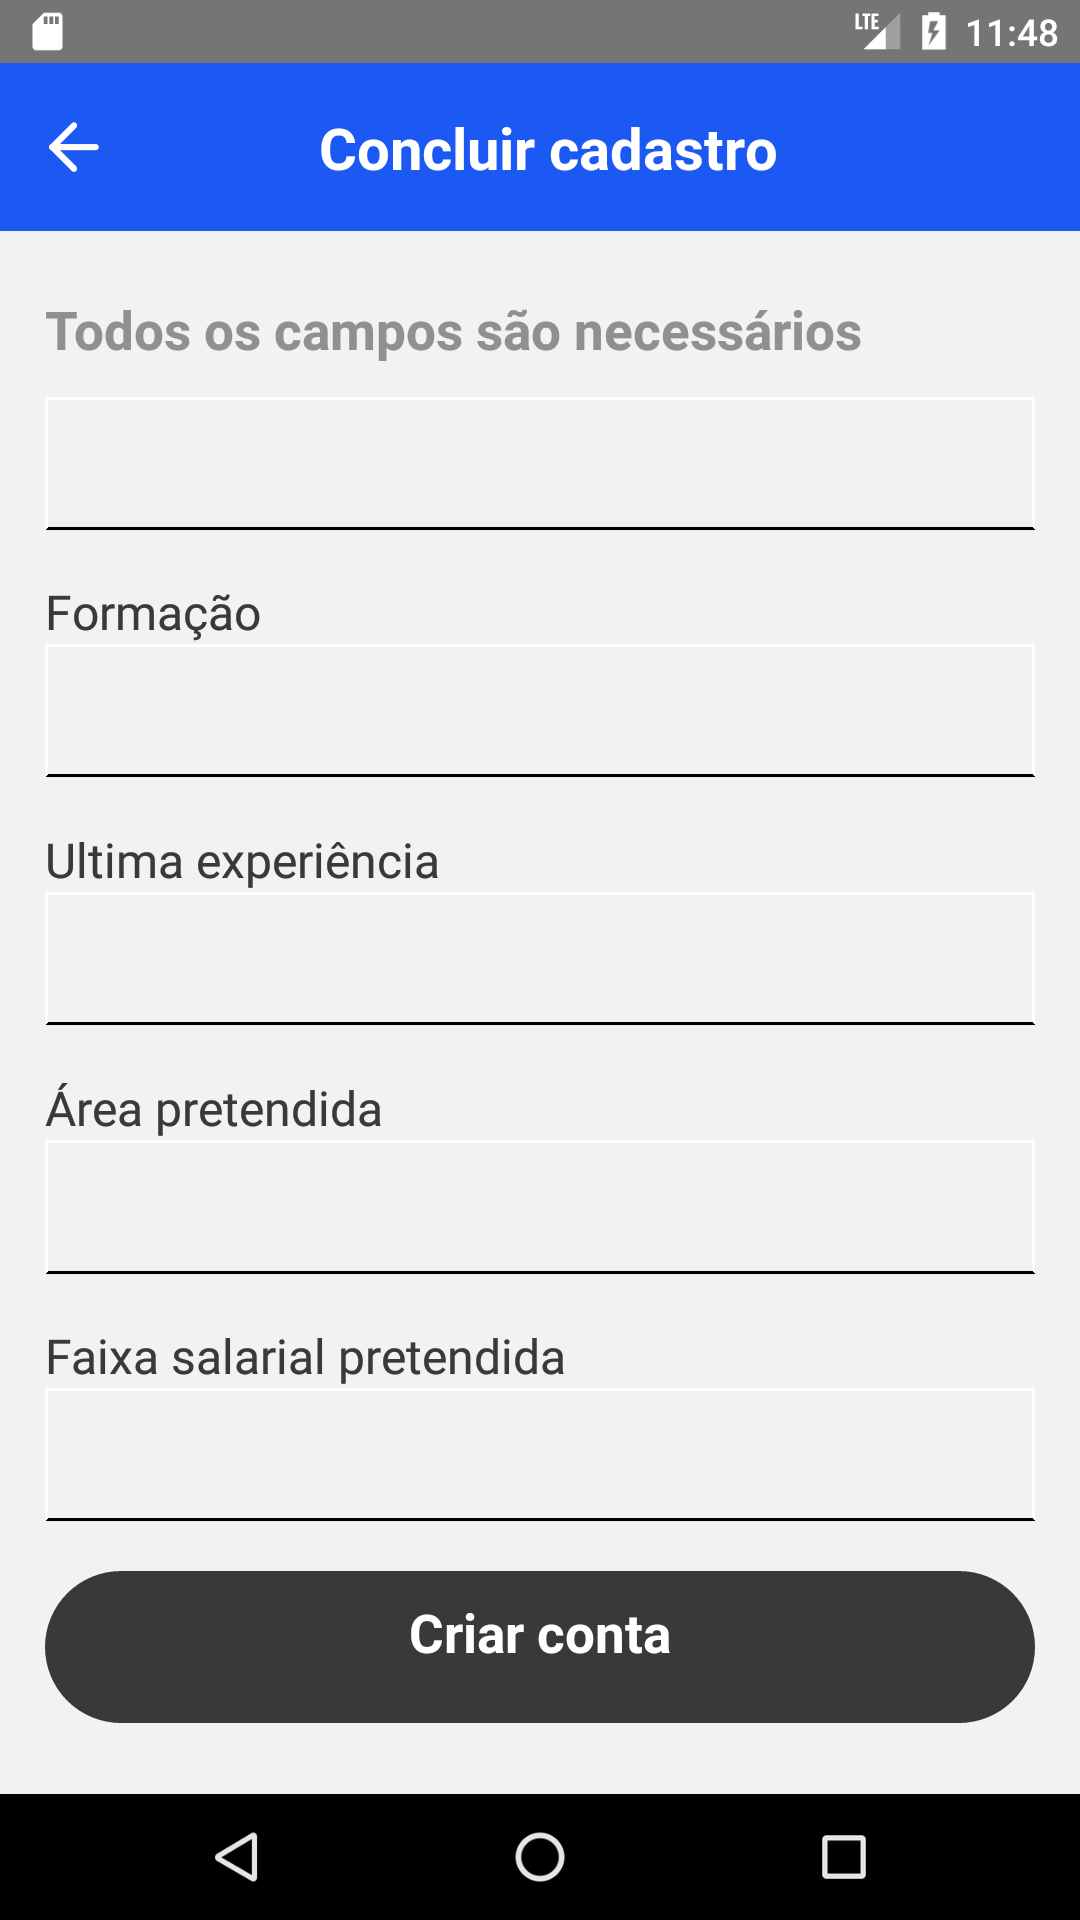 LTE 11:48
Concluir cadastro
Todos os campos são necessários
Formação
Ultima experiência
Área pretendida
Faixa salarial pretendida
Criar conta